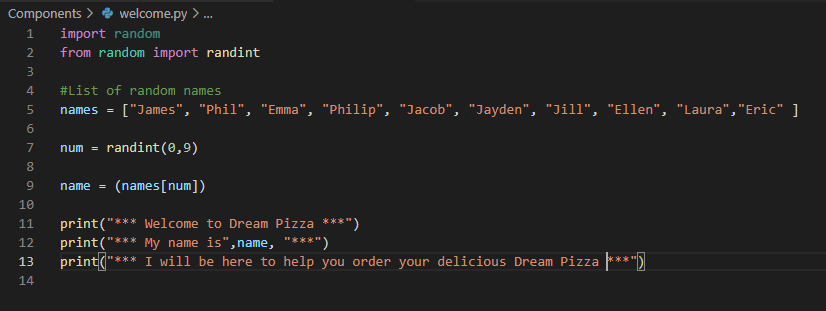 Components > welcome.py > ...
1 import random
2 from random import randint
3
4 #List of random names
5 names = ["James", "Phil", "Emma", "Philip", "Jacob", "Jayden", "Jill", "Ellen", "Laura","Eric" ]
6
7 num = randint(0,9)
8
9 name = (names[num])
10
11 print("*** Welcome to Dream Pizza ***")
12 print("*** My name is",name, "***")
13 print("*** I will be here to help you order your delicious Dream Pizza ***")
14